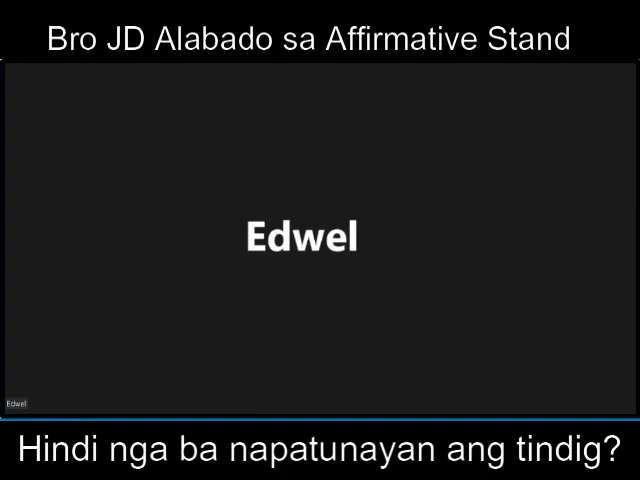 Bro JD Alabado sa Affirmative Stand
Edwel
Edwel
Hindi nga ba napatunayan ang tindig?